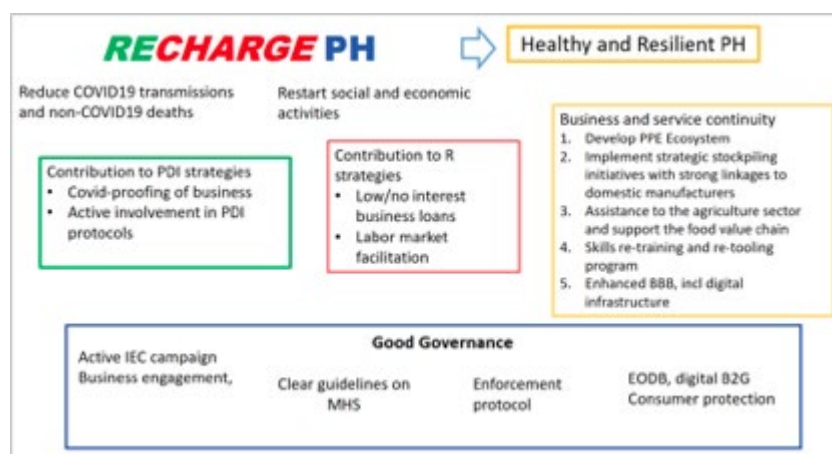 RECHARGE PH
Healthy and Resilient PH
Reduce COVID19 transmissions
and non-COVID19 deaths
Restart social and economic
activities
Contribution to PDI strategies
• Covid-proofing of business
• Active involvement in PDI
protocols
Contribution to R
strategies
• Low/no interest
business loans
• Labor market
facilitation
Business and service continuity
1. Develop PPE Ecosystem
2. Implement strategic stockpiling
initiatives with strong linkages to
domestic manufacturers
3. Assistance to the agriculture sector
and support the food value chain
4. Skills re-training and re-tooling
program
5. Enhanced BBB, incl digital
infrastructure
Good Governance
Active IEC campaign
Business engagement,
Clear guidelines on
MHS
Enforcement
protocol
EODB, digital B2G
Consumer protection